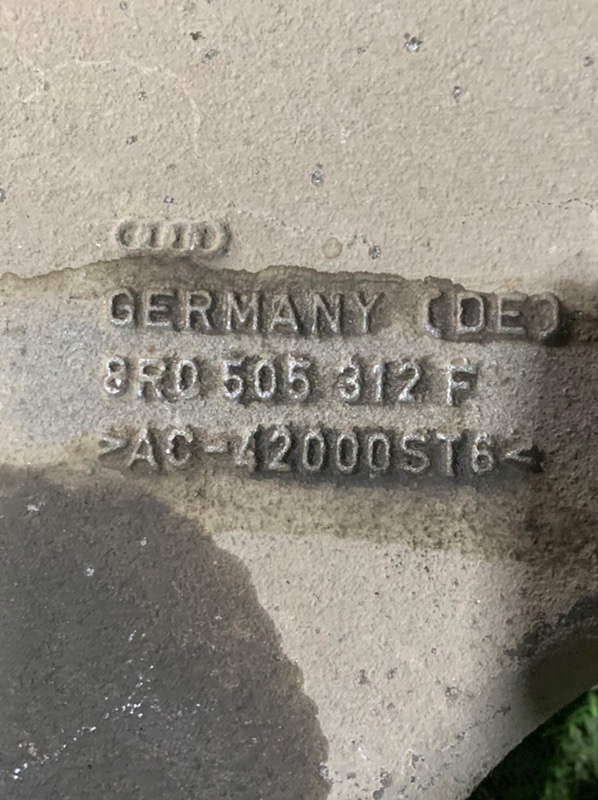 GERMANY (DE)
8R0 505 312 F
>AC-42000ST6<